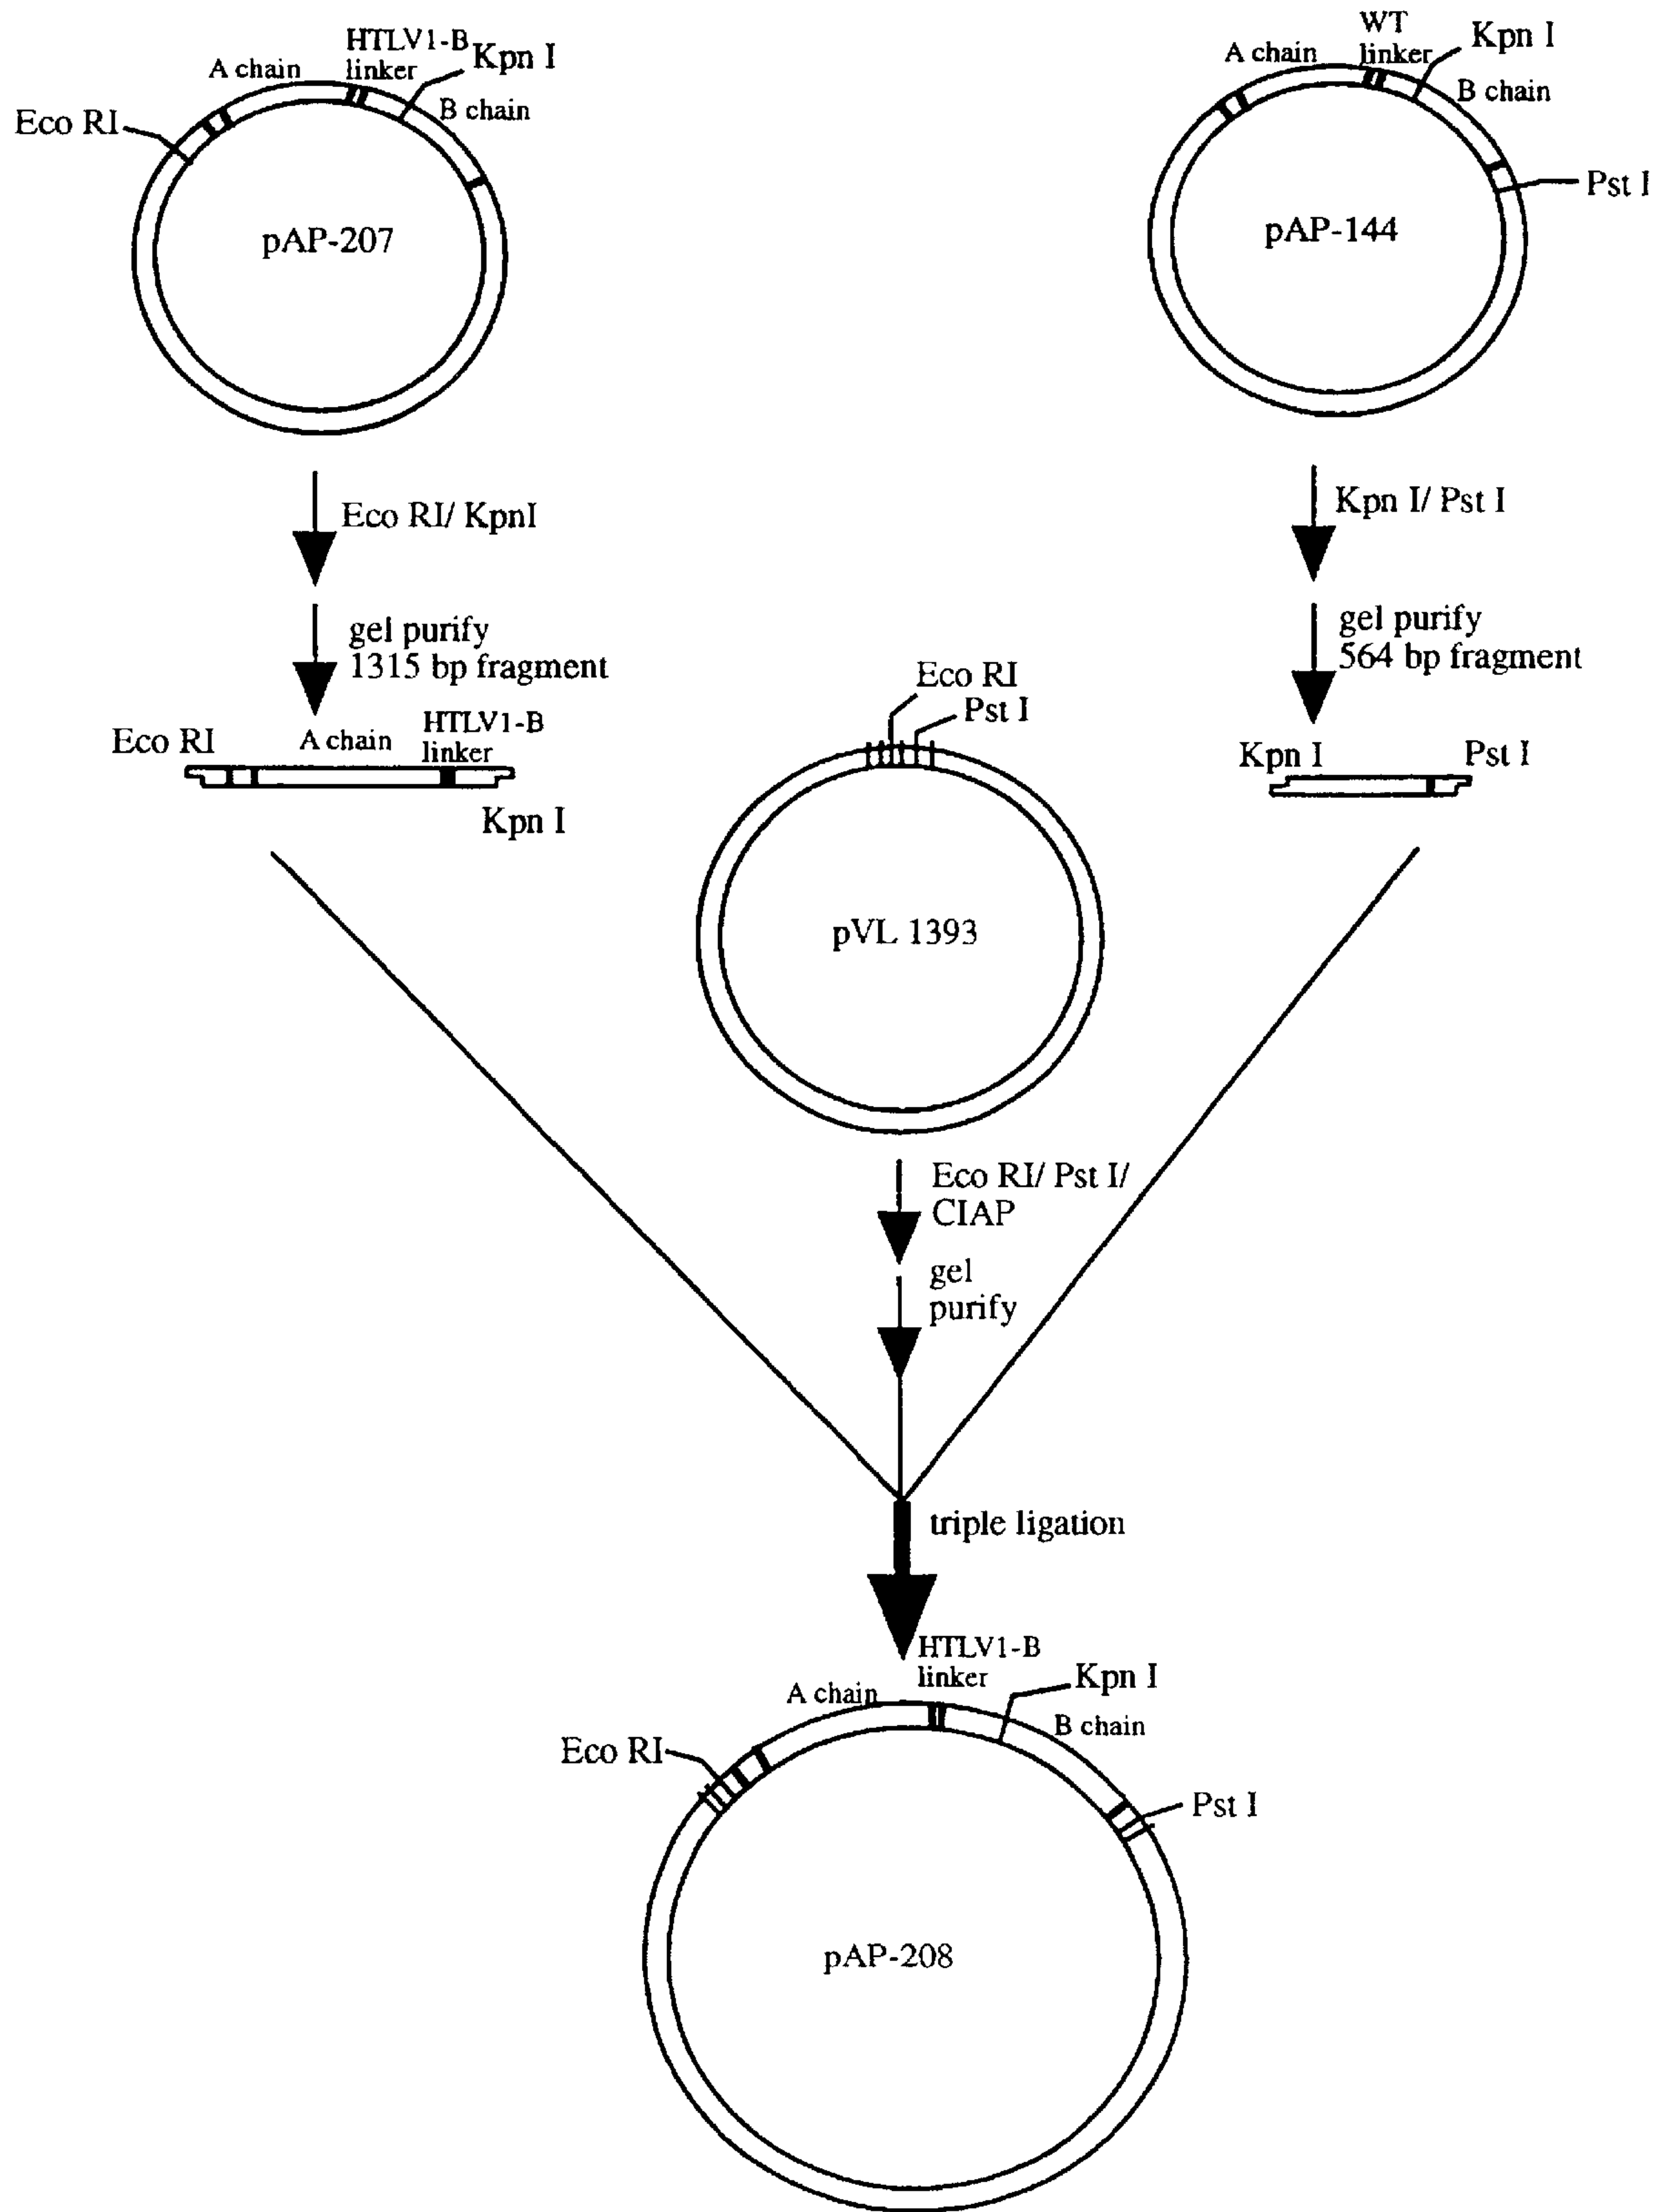 HTLV1-B
linker
Kpn I
A chain
B chain
Eco RI
pAP-207
WT
linker
Kpn I
A chain
B chain
Pst I
pAP-144
Eco RI/ KpnI
gel purify
1315 bp fragment
Kpn I/ Pst I
gel purify
564 bp fragment
Eco RI
A chain
HTLV1-B
linker
Kpn I
Eco RI
Pst I
pVL 1393
Kpn I
Pst I
Eco RI/ Pst I/
CIAP
gel
purify
triple ligation
HTLV1-B
linker
Kpn I
A chain
B chain
Eco RI
Pst I
pAP-208